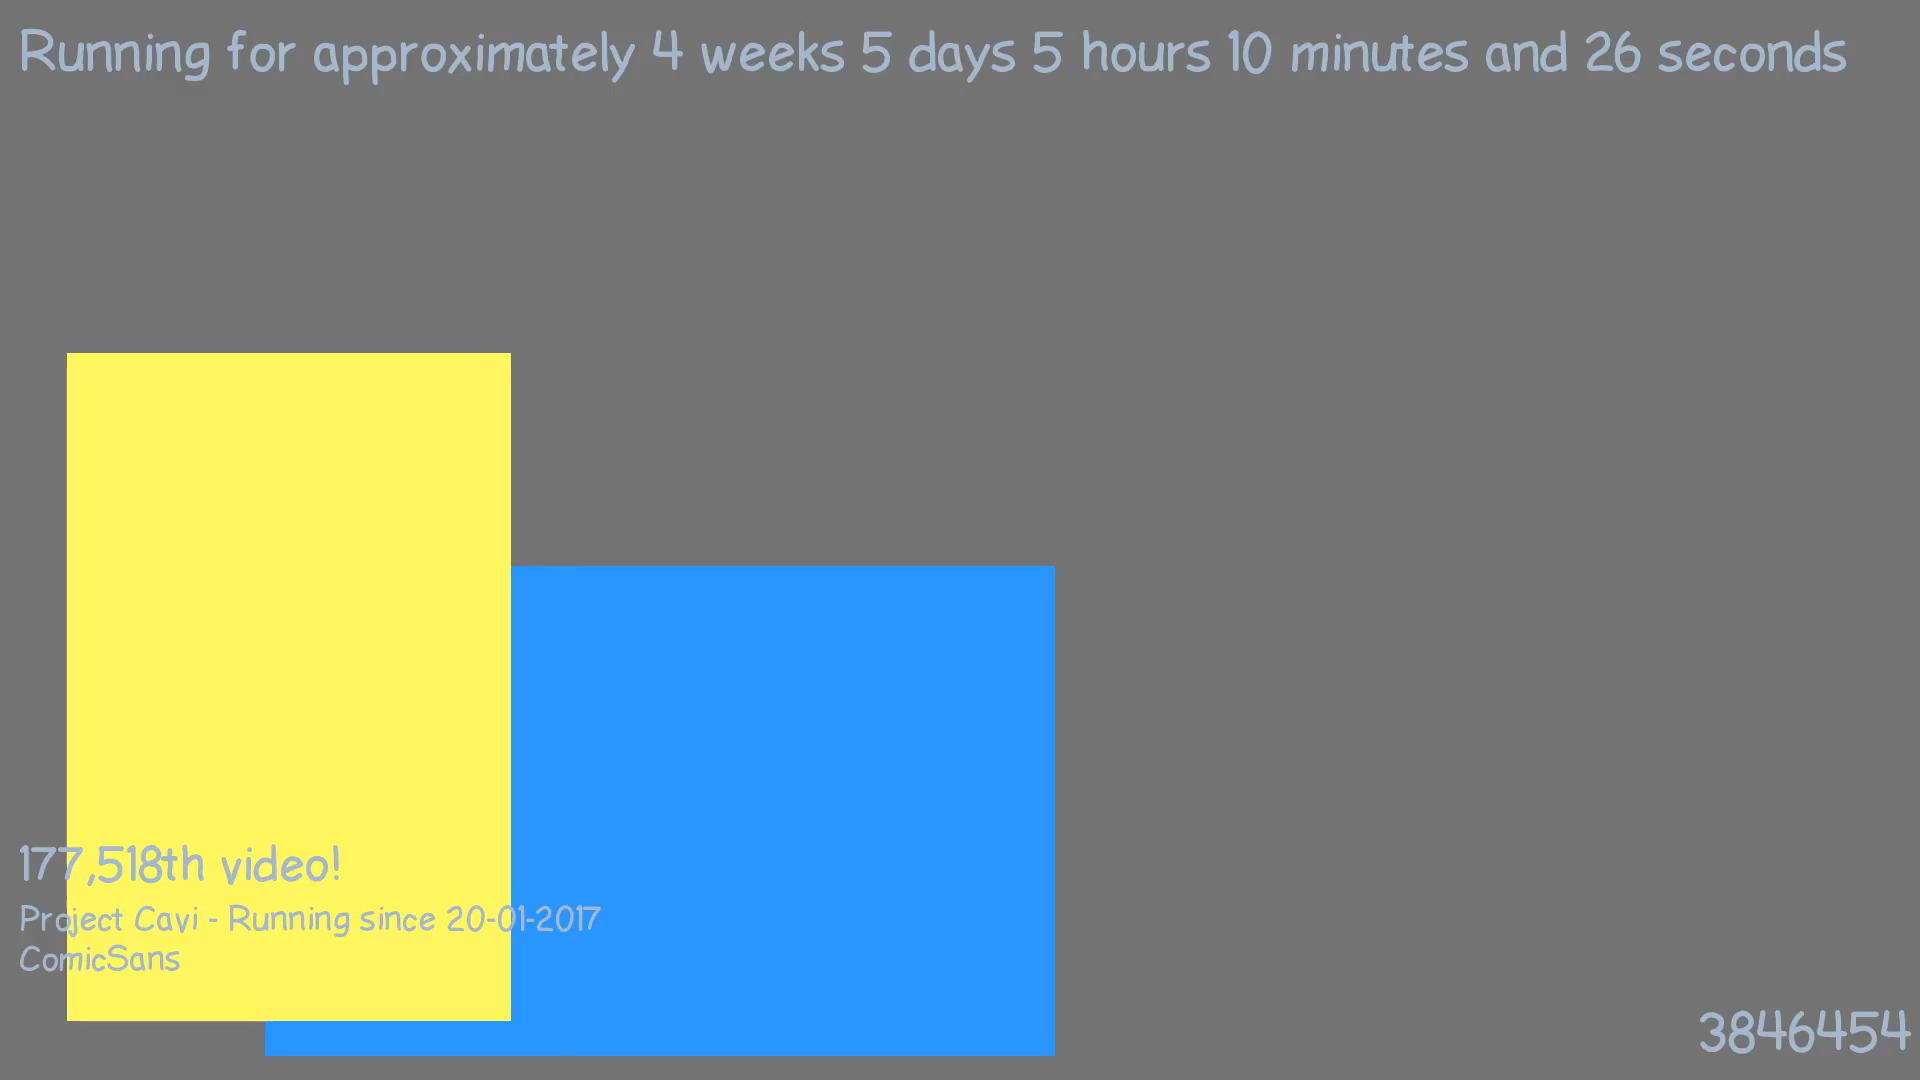 Running for approximately 4 weeks 5 days 5 hours 10 minutes and 26 seconds
177,518th video!
Project Cavi - Running since 20-01-2017
ComicSans
3846454